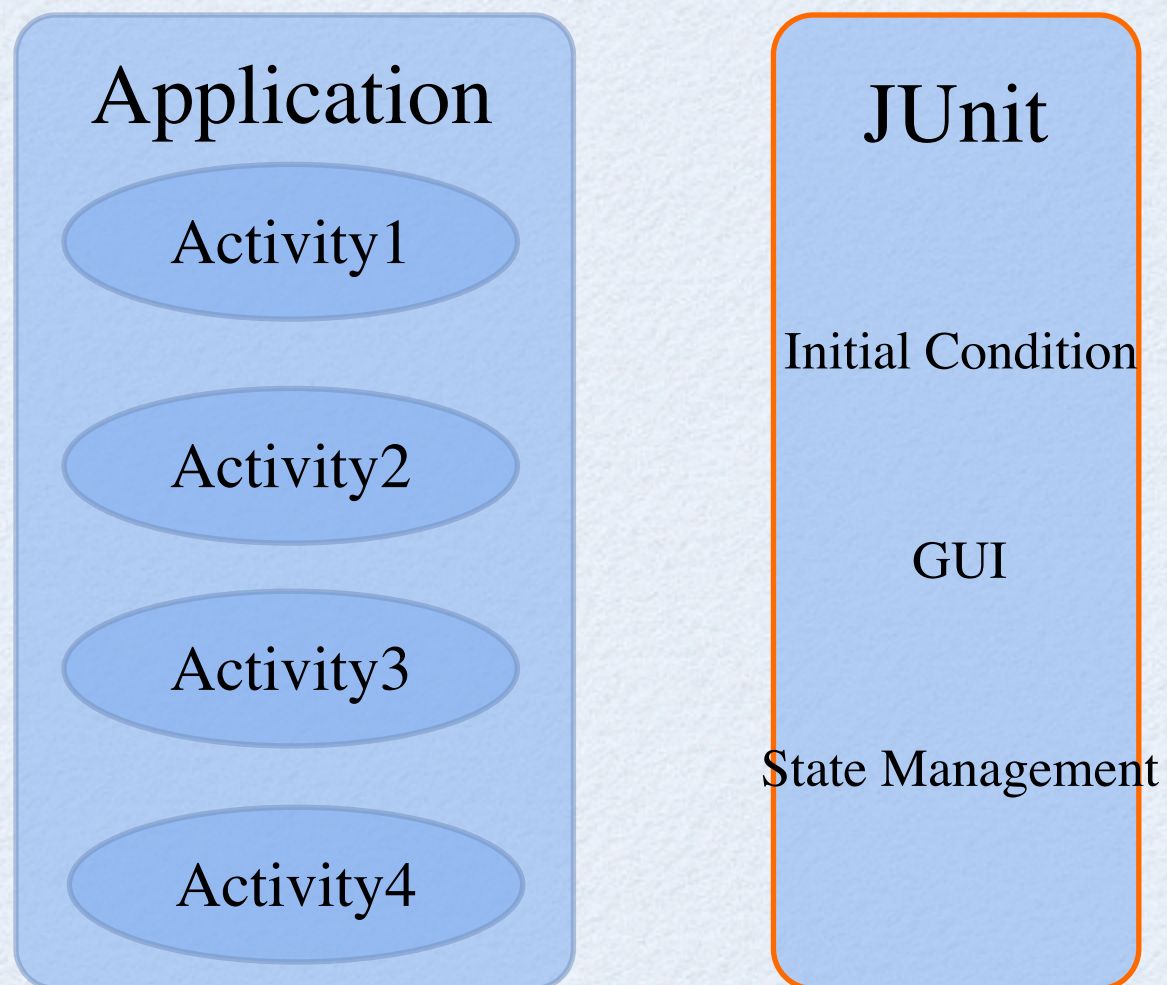 Application
Activity1
Activity2
Activity3
Activity4
JUnit
Initial Condition
GUI
State Management